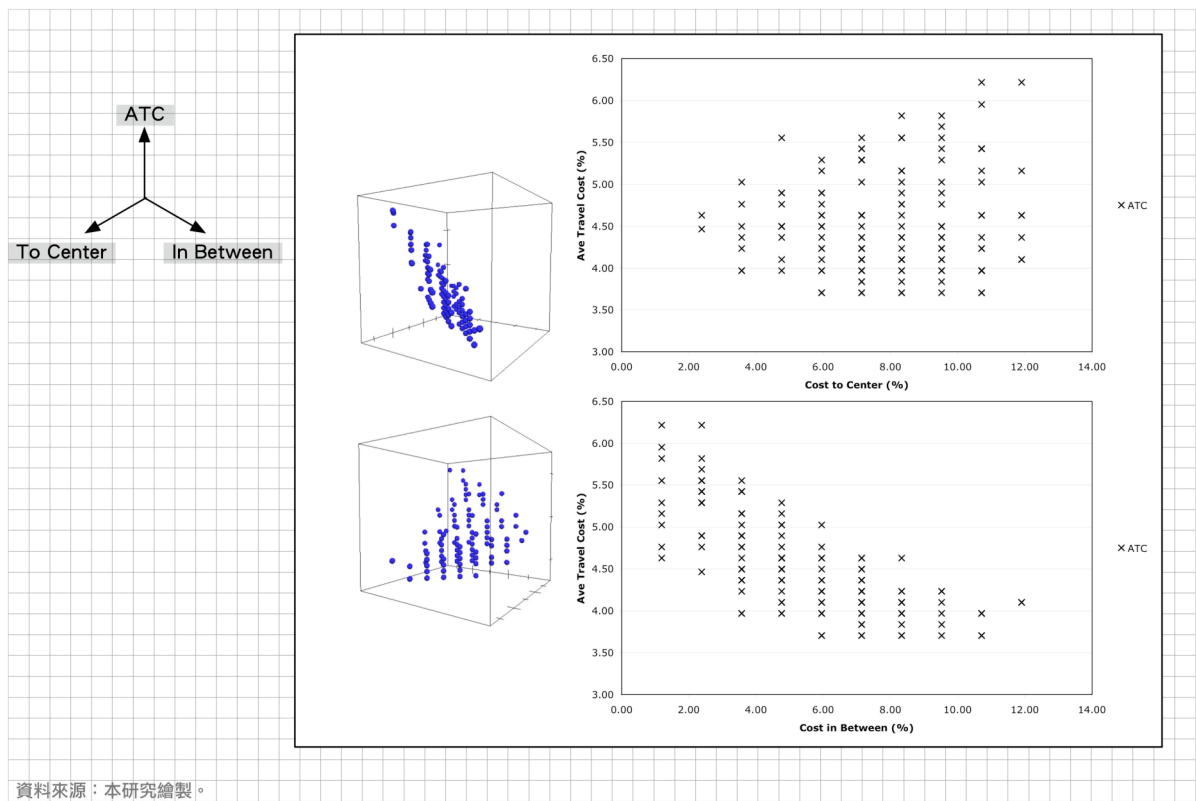 ATC
To Center
In Between
6.50
6.00
5.50
5.00
4.50
4.00
3.50
3.00
Ave Travel Cost (%)
0.00 2.00 4.00 6.00 8.00 10.00 12.00 14.00
Cost to Center (%)
ATC
6.50
6.00
5.50
5.00
4.50
4.00
3.50
3.00
Ave Travel Cost (%)
0.00 2.00 4.00 6.00 8.00 10.00 12.00 14.00
Cost in Between (%)
ATC
資料來源：本研究繪製。